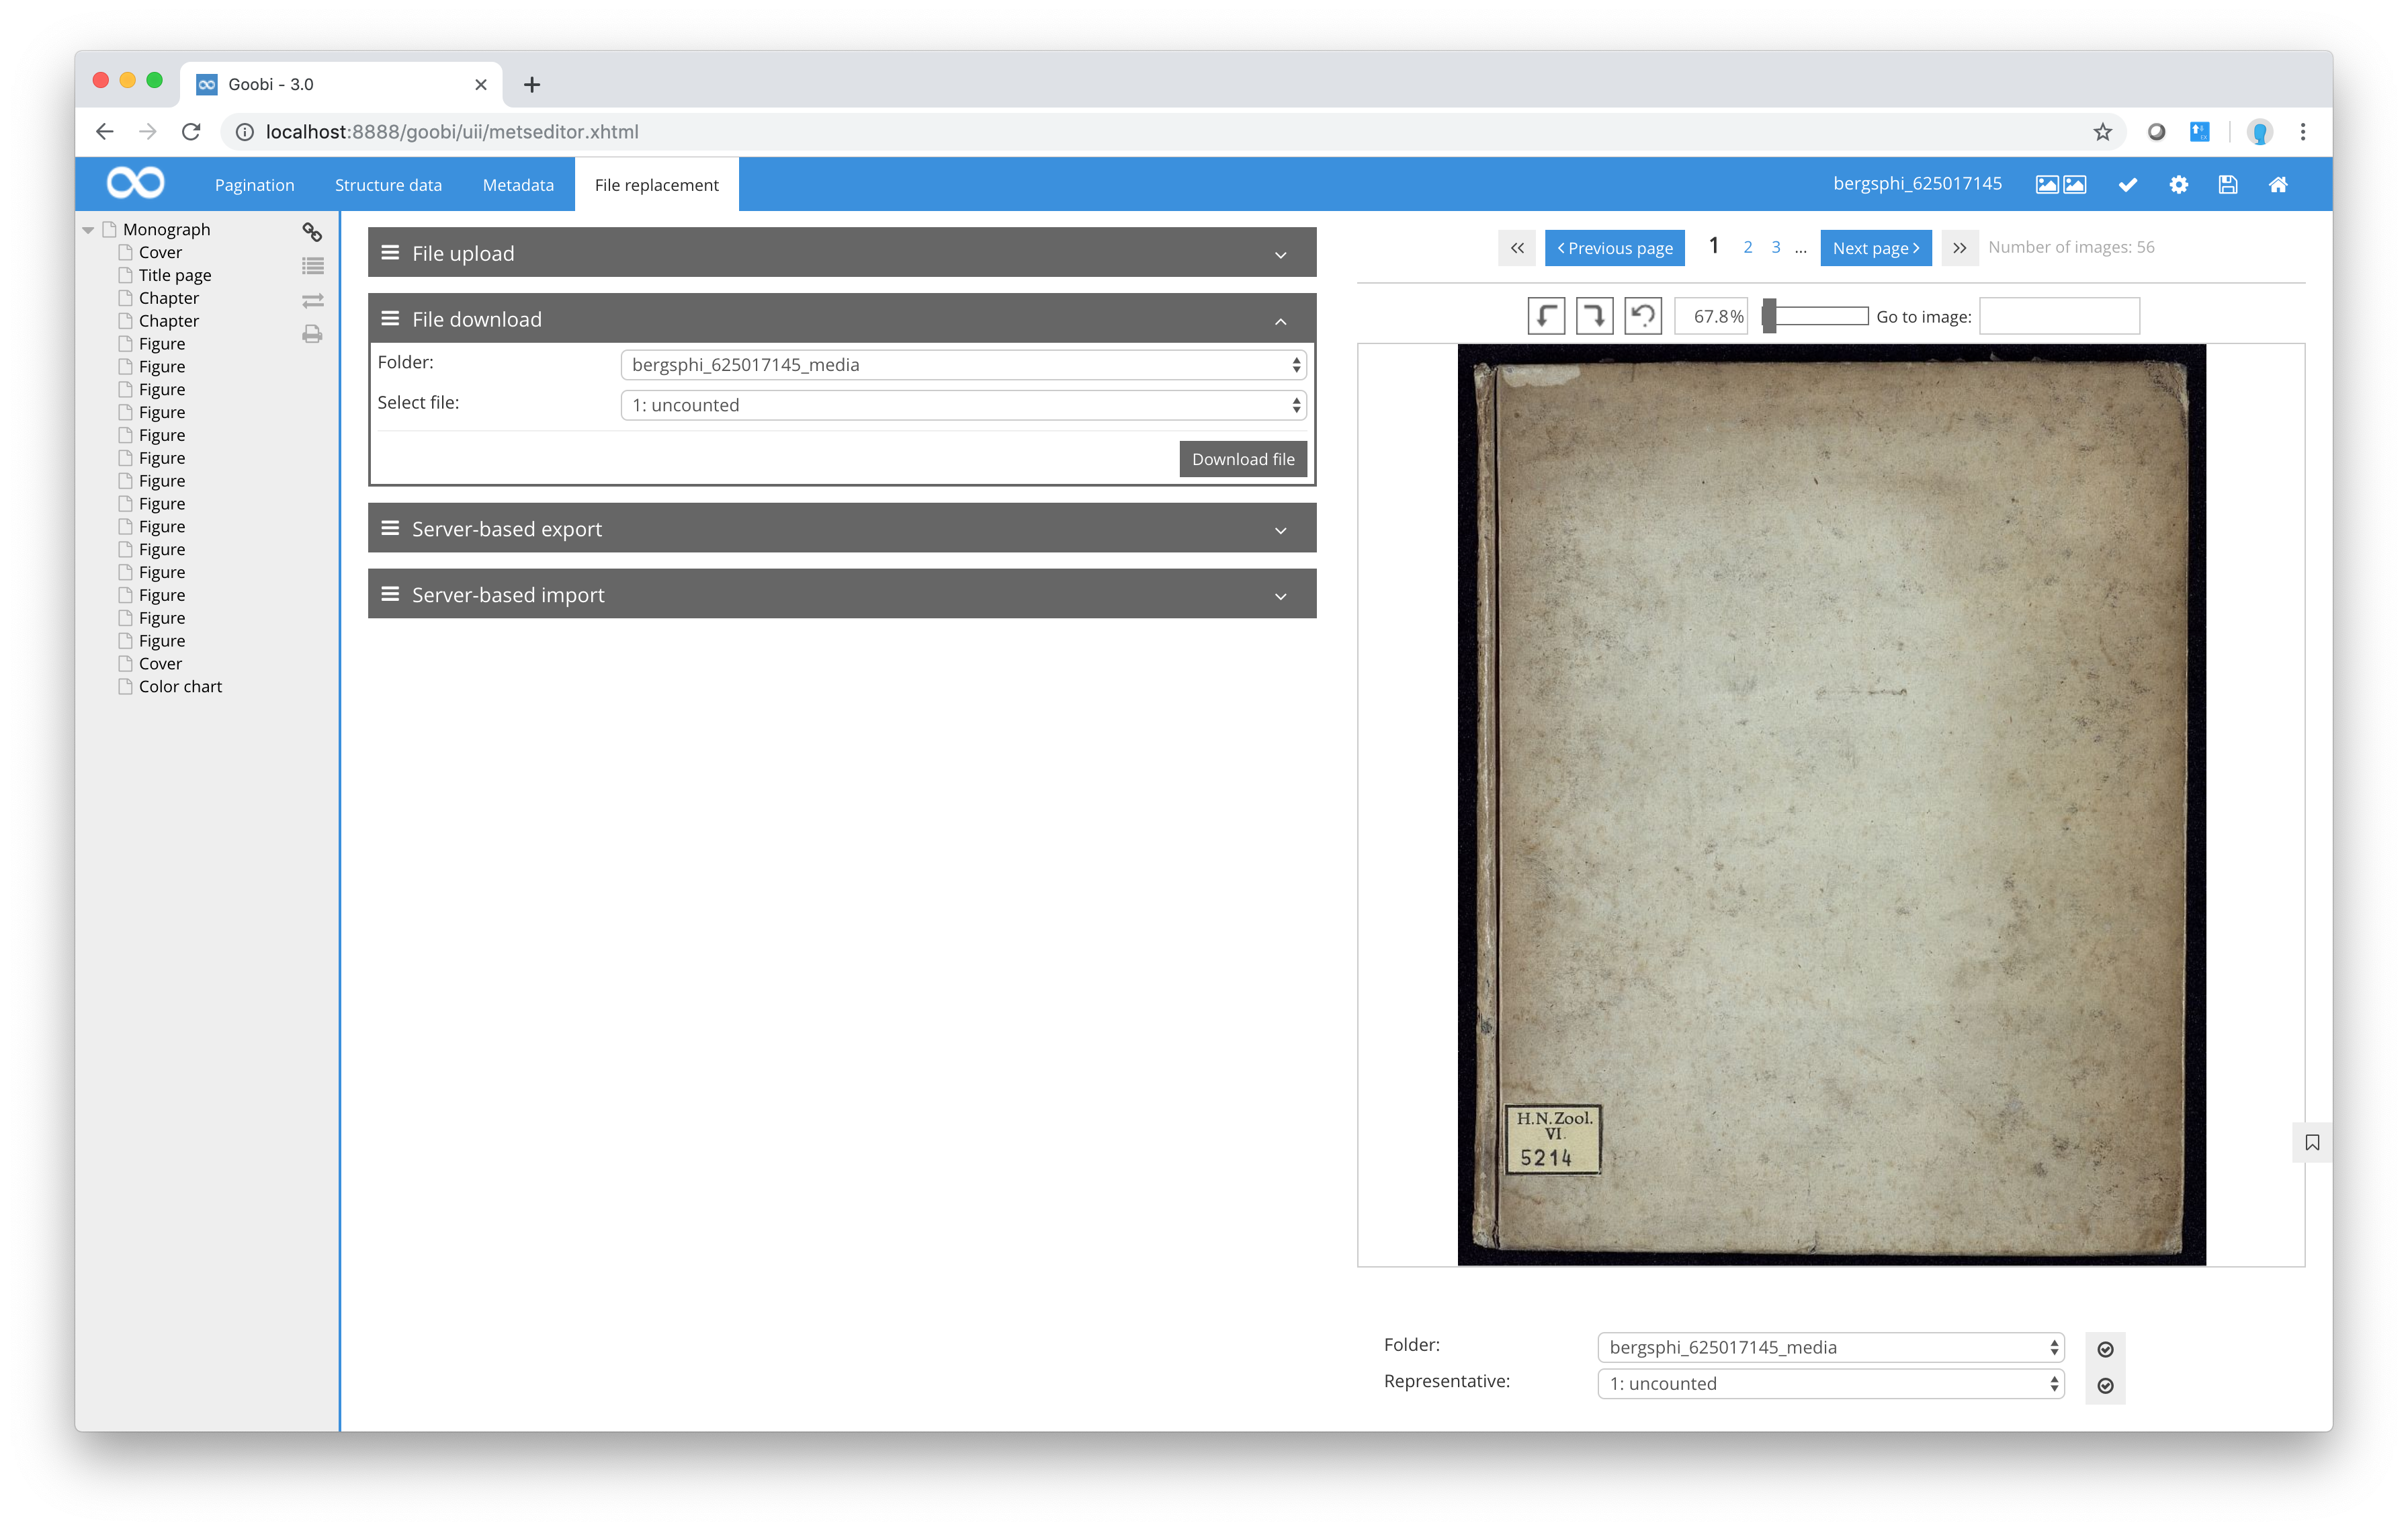 Goobi - 3.0
localhost:8888/goobi/uii/metseditor.xhtml
Pagination
Structure data
Metadata
File replacement
bergsphi_625017145
Monograph
Cover
Title page
Chapter
Chapter
Figure
Figure
Figure
Figure
Figure
Figure
Figure
Figure
Figure
Figure
Figure
Figure
Figure
Figure
Cover
Color chart
File upload
File download
Folder: bergsphi_625017145_media
Select file: 1: uncounted
Download file
Server-based export
Server-based import
Previous page
1 2 3 ...
Next page
Number of images: 56
67.8%
Go to image:
H.N.Zool.
VI.
5214
Folder: bergsphi_625017145_media
Representative: 1: uncounted